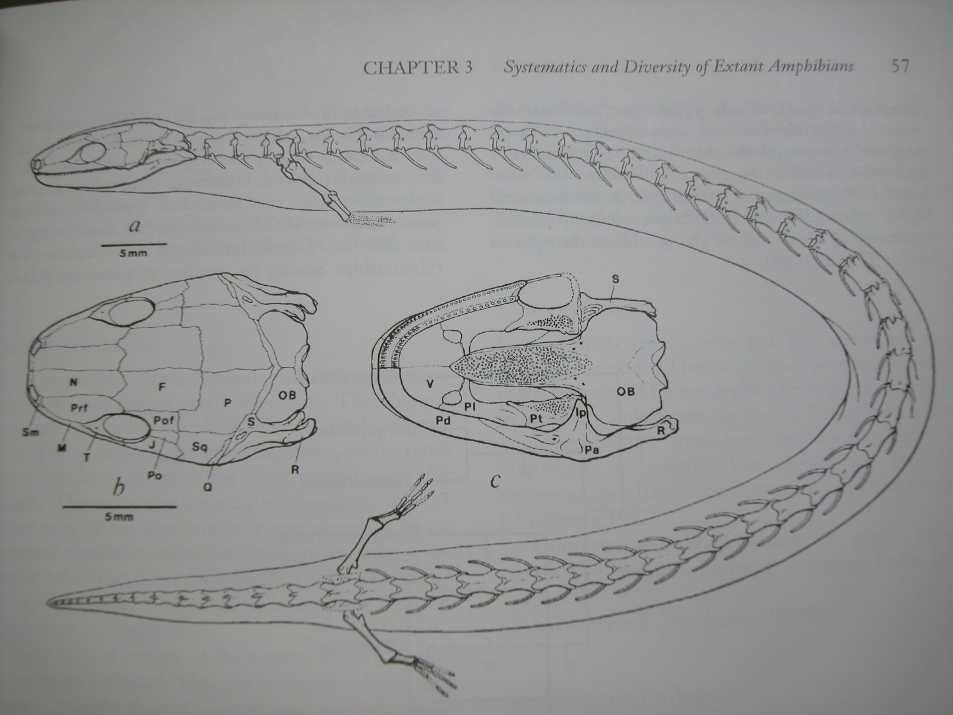 CHAPTER 3 Systematics and Diversity of Extant Amphibians 57
a
5mm
S
N
F
P
OB
Prf
Pof
S
Sm
M
T
J
Po
Sq
Q
R
b
5mm
V
Pl
OB
Pd
Pt
Ip
R
Pa
c